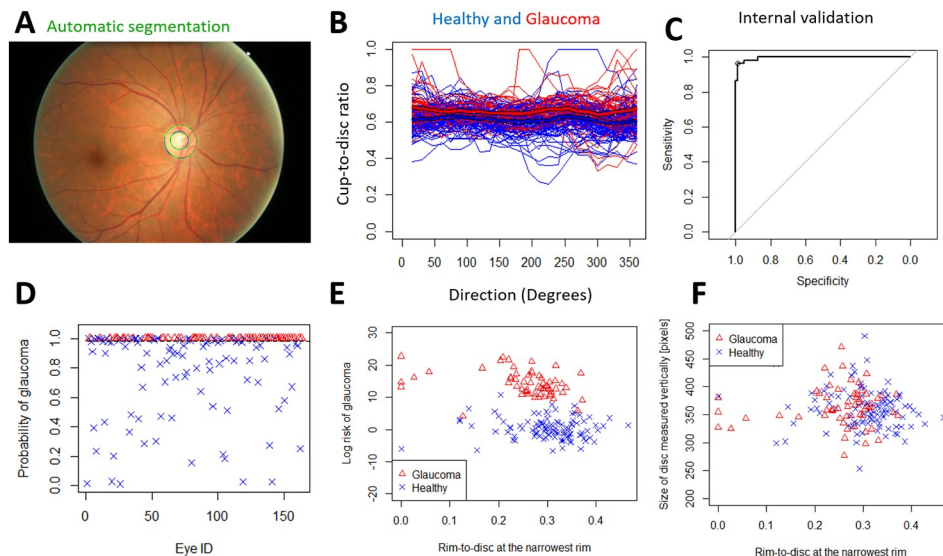 A
Automatic segmentation
B
Healthy and Glaucoma
Cup-to-disc ratio
0.0 0.2 0.4 0.6 0.8 1.0
0 50 100 150 200 250 300 350
Direction (Degrees)
C
Internal validation
Sensitivity
0.0 0.2 0.4 0.6 0.8 1.0
1.0 0.8 0.6 0.4 0.2 0.0
Specificity
D
Probability of glaucoma
0.0 0.2 0.4 0.6 0.8 1.0
0 50 100 150
Eye ID
E
Log risk of glaucoma
-20 -10 0 10 20 30
Glaucoma
Healthy
0.0 0.1 0.2 0.3 0.4
Rim-to-disc at the narrowest rim
F
Size of disc measured vertically [pixels]
200 250 300 350 400 450 500
Glaucoma
Healthy
0.0 0.1 0.2 0.3 0.4
Rim-to-disc at the narrowest rim